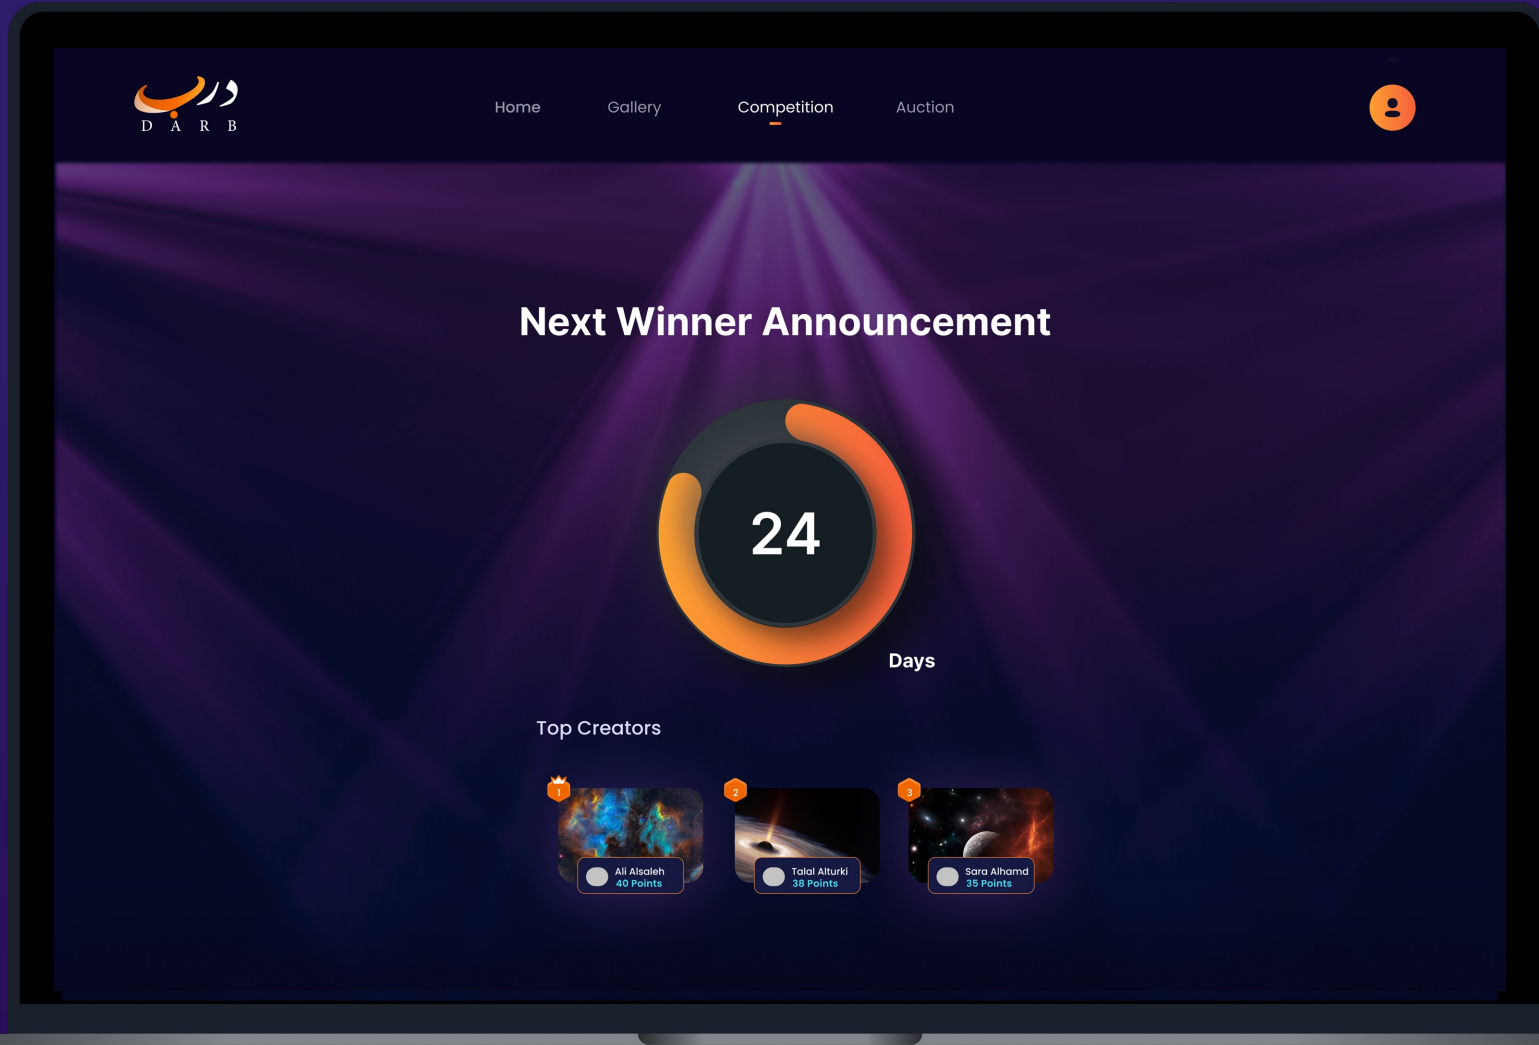 درب
DARB
Home
Gallery
Competition
Auction
Next Winner Announcement
24
Days
Top Creators
1
Ali Alsaleh
40 Points
2
Talal Alturki
38 Points
3
Sara Alhamd
35 Points